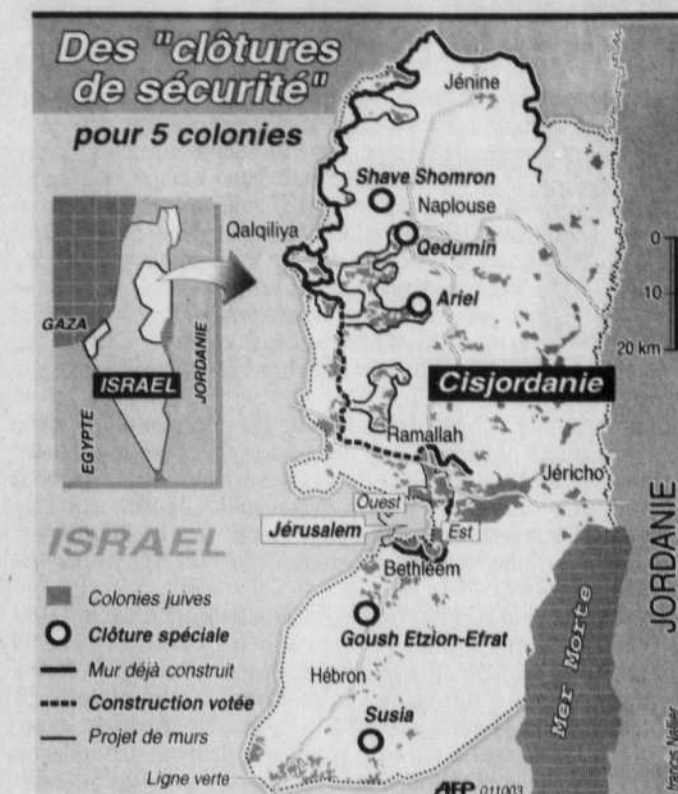 Des "clôtures
de sécurité"
pour 5 colonies
Jénine
Shave Shomron
Naplouse
Qalqiliya
Qedumin
Ariel
0
10
20 km
GAZA
ISRAEL
JORDANIE
EGYPTE
Cisjordanie
Ramallah
Jéricho
Ouest
Jérusalem
Est
ISRAEL
Bethléem
JORDANIE
Mer Morte
Colonies juives
Clôture spéciale
Goush Etzion-Efrat
Mur déjà construit
Hébron
Construction votée
Susia
Projet de murs
Ligne verte
AFP 011003